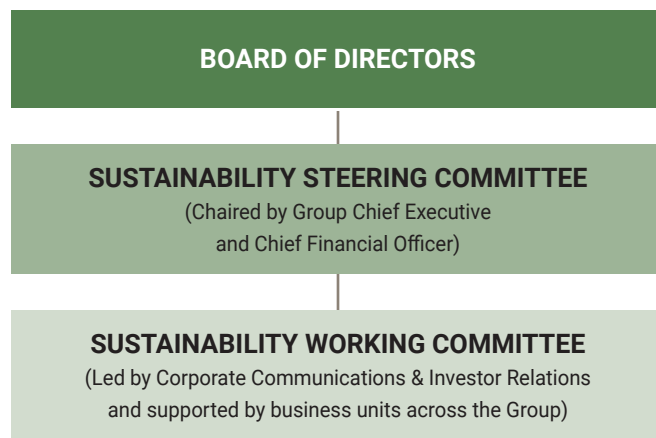 BOARD OF DIRECTORS
SUSTAINABILITY STEERING COMMITTEE
(Chaired by Group Chief Executive
and Chief Financial Officer)
SUSTAINABILITY WORKING COMMITTEE
(Led by Corporate Communications & Investor Relations
and supported by business units across the Group)